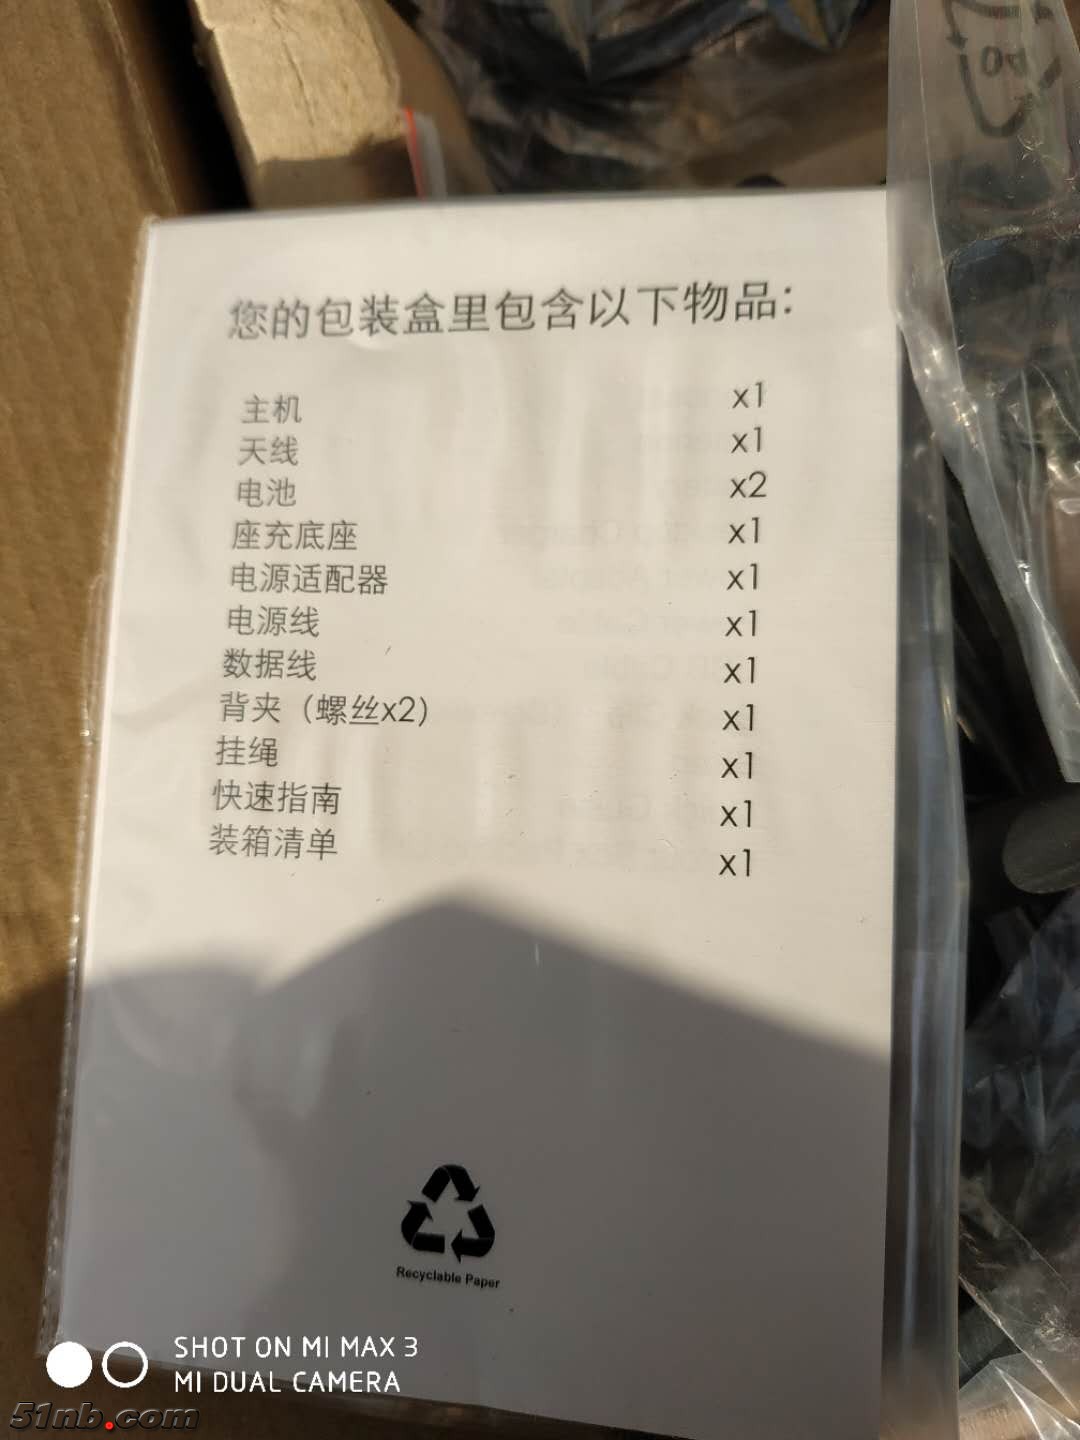 您的包装盒里包含以下物品：
主机 x1
天线 x1
电池 x2
座充底座 x1
电源适配器 x1
电源线 x1
数据线 x1
背夹（螺丝x2） x1
挂绳 x1
快速指南 x1
装箱清单 x1
Recyclable Paper
04
SHOT ON MI MAX 3
MI DUAL CAMERA
51nb.com